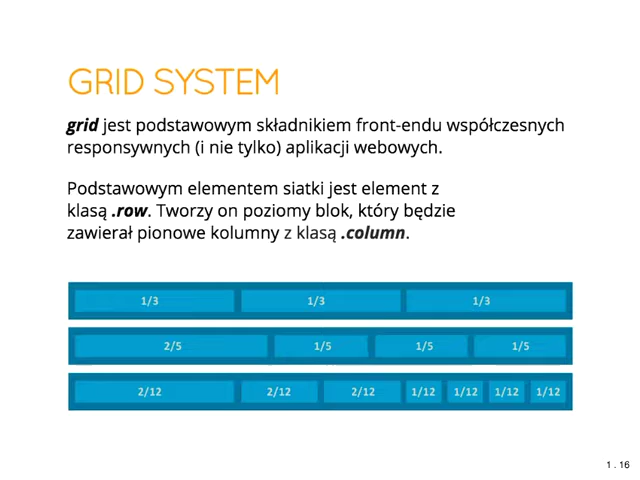 GRID SYSTEM
grid jest podstawowym składnikiem front-endu współczesnych
responsywnych (i nie tylko) aplikacji webowych.
Podstawowym elementem siatki jest element z
klasą .row. Tworzy on poziomy blok, który będzie
zawierał pionowe kolumny z klasą .column.
1/3 1/3 1/3
2/5 1/5 1/5 1/5
2/12 2/12 2/12 1/12 1/12 1/12 1/12
1 . 16